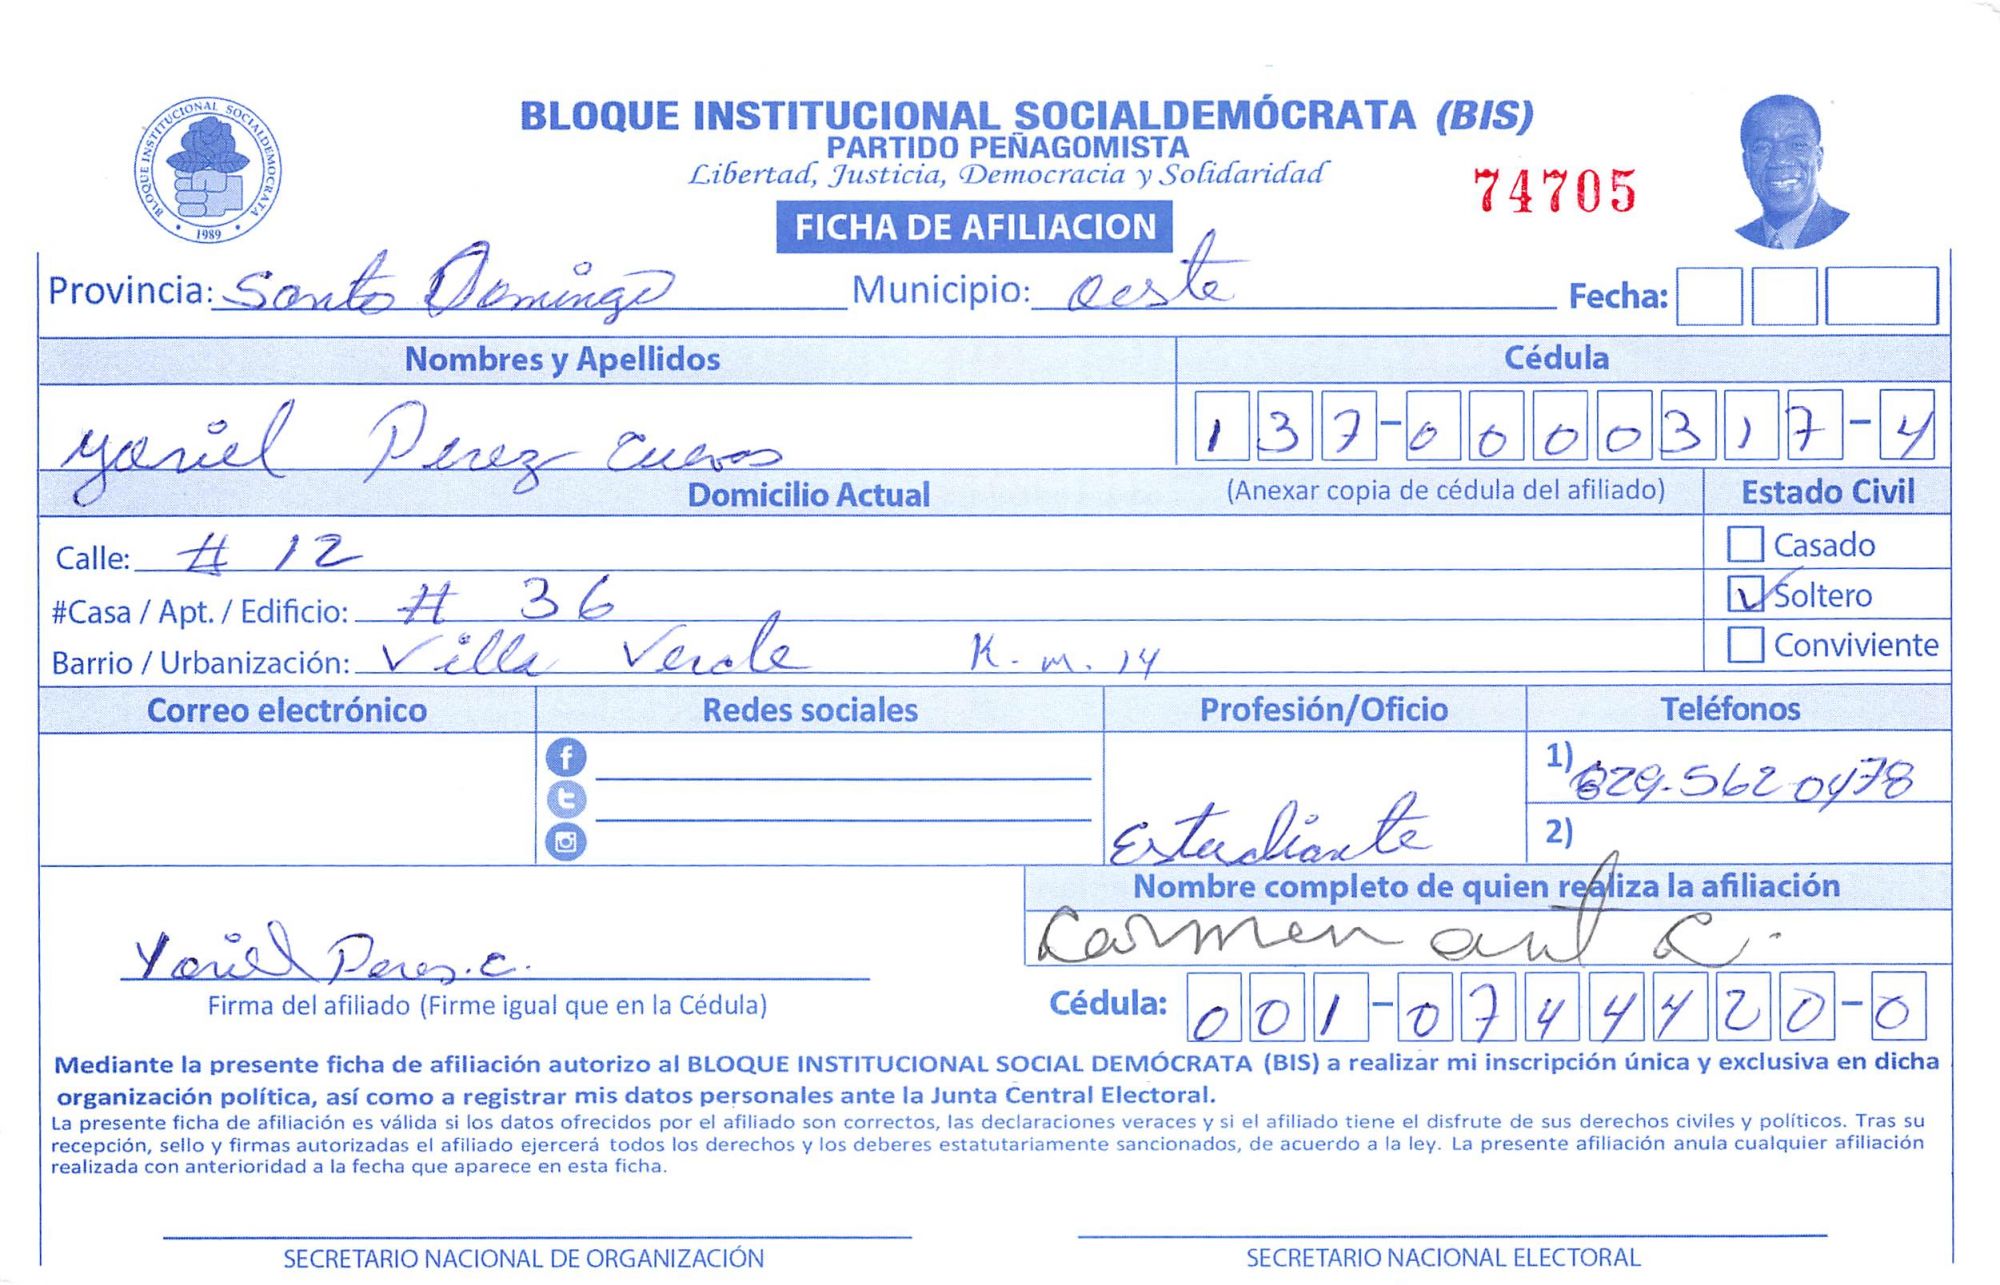 BLOQUE INSTITUCIONAL SOCIALDEMÓCRATA (BIS)
PARTIDO PEÑAGOMISTA
Libertad, Justicia, Democracia y Solidaridad
74705
FICHA DE AFILIACION
BLOQUE INSTITUCIONAL SOCIALDEMOCRATA
1989
Provincia: Santo Domingo Municipio: oeste Fecha:
Nombres y Apellidos Cédula
Yariel Perez Cuevas 137-0000317-4
Domicilio Actual (Anexar copia de cédula del afiliado) Estado Civil
Calle: # 12 Casado
#Casa / Apt. / Edificio: # 36 Soltero
Barrio / Urbanización: Villa Verde K.m. 14 Conviviente
Correo electrónico Redes sociales Profesión/Oficio Teléfonos
1) 829-562 0478
Estudiante 2)
Nombre completo de quien realiza la afiliación
Carmen ant C.
Yariel Peres.c.
Firma del afiliado (Firme igual que en la Cédula) Cédula: 001-0744420-0
Mediante la presente ficha de afiliación autorizo al BLOQUE INSTITUCIONAL SOCIAL DEMÓCRATA (BIS) a realizar mi inscripción única y exclusiva en dicha
organización política, así como a registrar mis datos personales ante la Junta Central Electoral.
La presente ficha de afiliación es válida si los datos ofrecidos por el afiliado son correctos, las declaraciones veraces y si el afiliado tiene el disfrute de sus derechos civiles y políticos. Tras su
recepción, sello y firmas autorizadas el afiliado ejercerá todos los derechos y los deberes estatutariamente sancionados, de acuerdo a la ley. La presente afiliación anula cualquier afiliación
realizada con anterioridad a la fecha que aparece en esta ficha.
SECRETARIO NACIONAL DE ORGANIZACIÓN SECRETARIO NACIONAL ELECTORAL